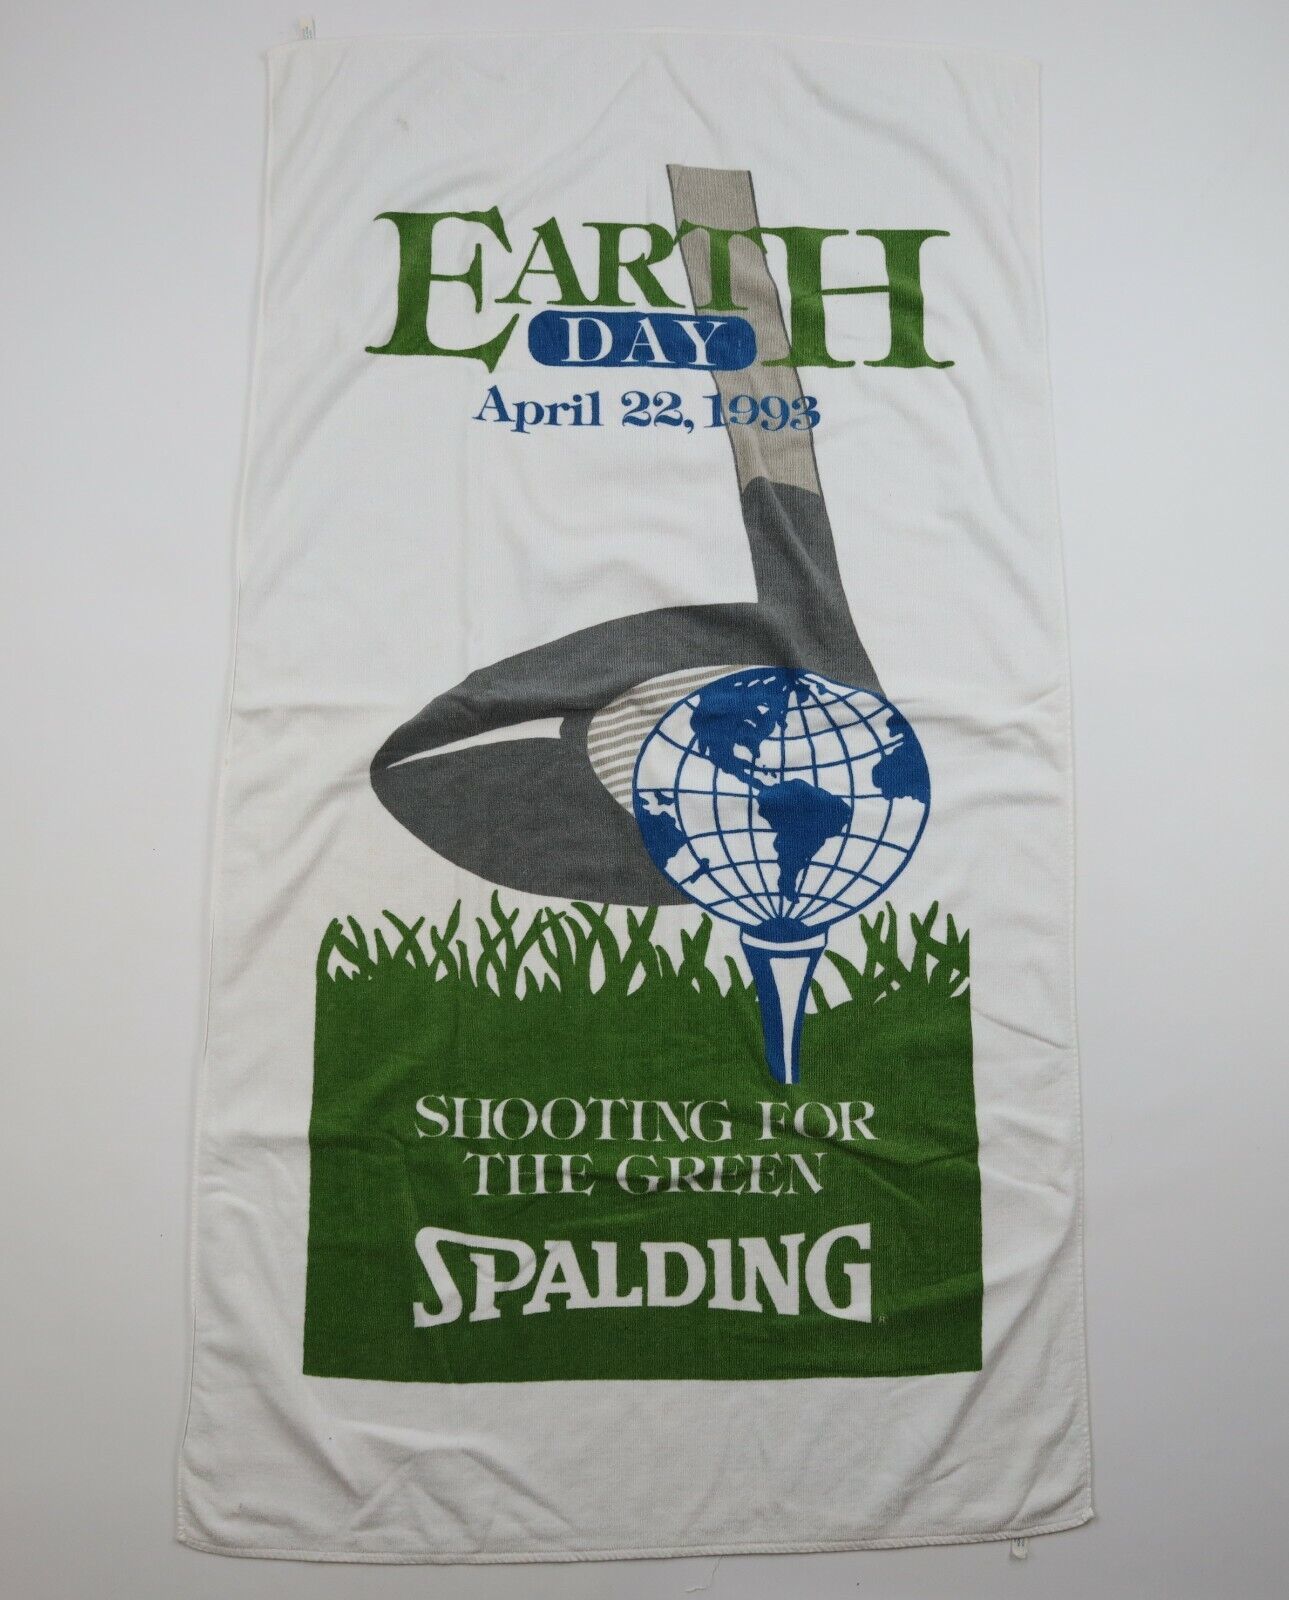 EARTH
DAY
April 22, 1993
SHOOTING FOR
THE GREEN
SPALDING